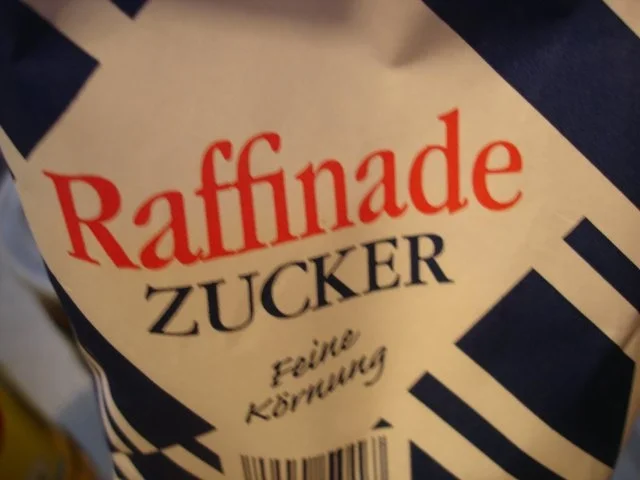 Raffinade
ZUCKER
Feine
Körnung